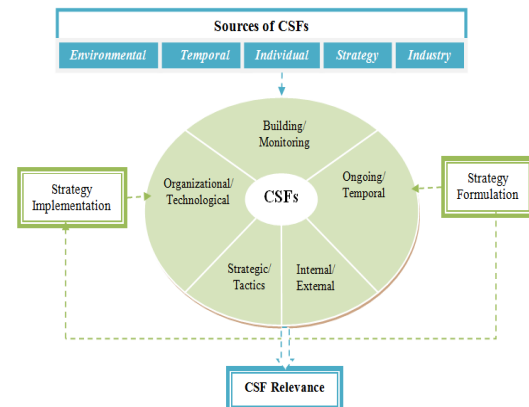 Sources of CSFs
Environmental Temporal Individual Strategy Industry
Building/
Monitoring
Organizational/
Technological
Ongoing/
Temporal
CSFs
Strategy
Implementation
Strategy
Formulation
Strategic/
Tactics
Internal/
External
CSF Relevance